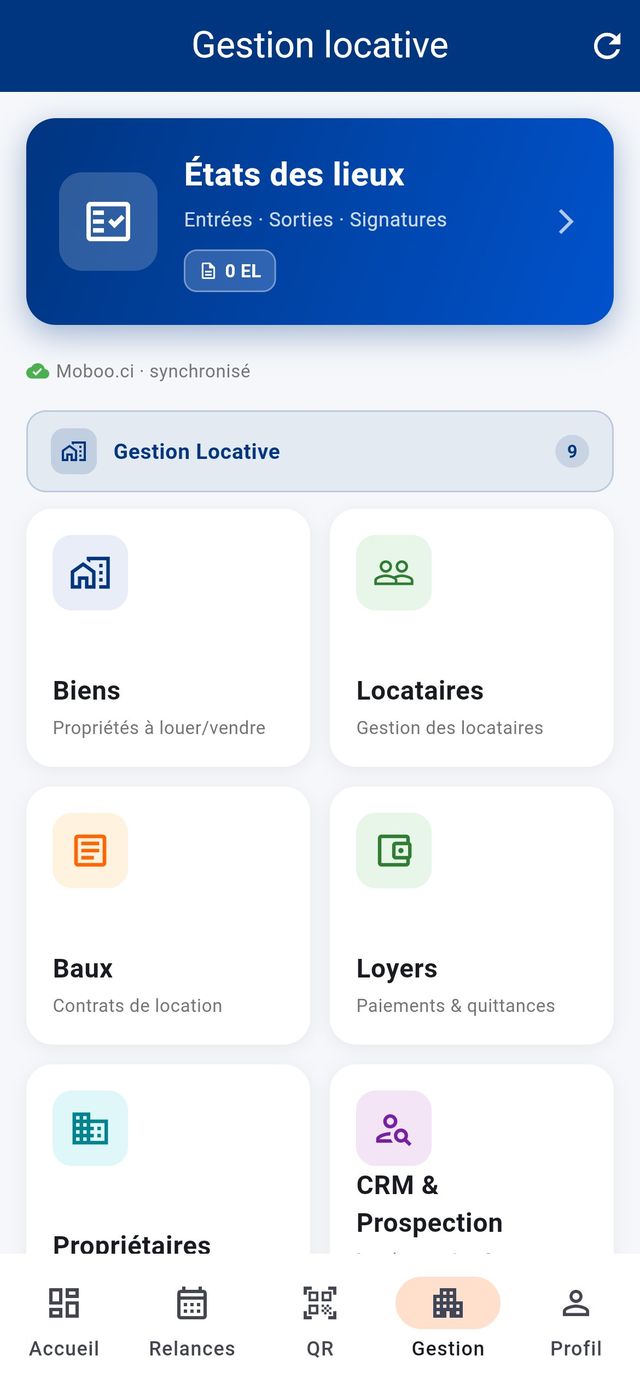 Gestion locative
États des lieux
Entrées · Sorties · Signatures
0 EL
Moboo.ci · synchronisé
Gestion Locative
9
Biens
Propriétés à louer/vendre
Locataires
Gestion des locataires
Baux
Contrats de location
Loyers
Paiements & quittances
Propriétaires
CRM &
Prospection
Accueil
Relances
QR
Gestion
Profil